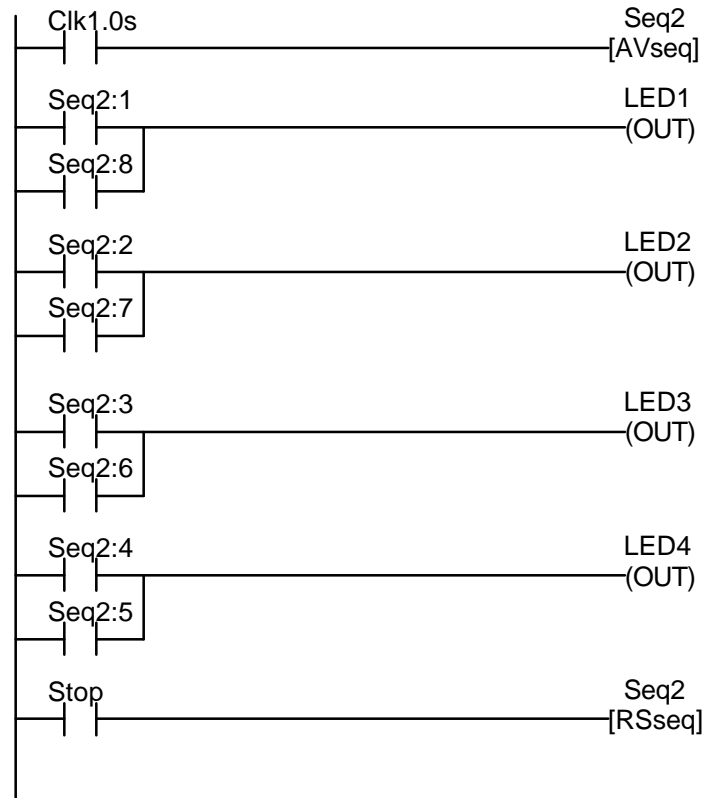 Clk1.0s Seq2
[AVseq]
Seq2:1 LED1
(OUT)
Seq2:8
Seq2:2 LED2
(OUT)
Seq2:7
Seq2:3 LED3
(OUT)
Seq2:6
Seq2:4 LED4
(OUT)
Seq2:5
Stop Seq2
[RSseq]